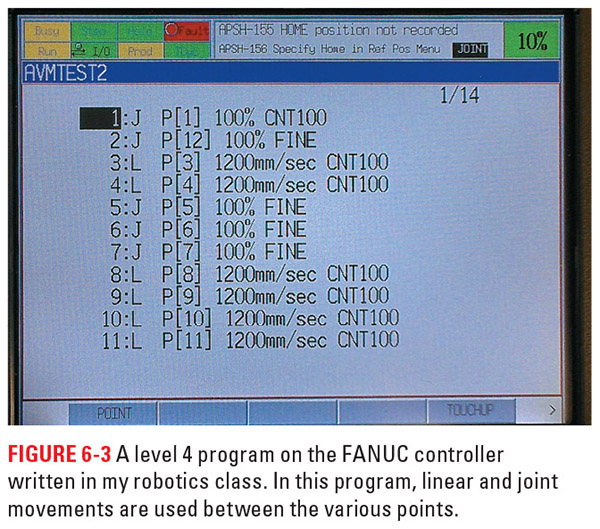 Busy Step Hold Fault APSH-155 HOME position not recorded
Run I/O Prod TCyc APSH-156 Specify Home in Ref Pos Menu JOINT 10%
AVMTEST2
1/14
1:J P[1] 100% CNT100
2:J P[12] 100% FINE
3:L P[3] 1200mm/sec CNT100
4:L P[4] 1200mm/sec CNT100
5:J P[5] 100% FINE
6:J P[6] 100% FINE
7:J P[7] 100% FINE
8:L P[8] 1200mm/sec CNT100
9:L P[9] 1200mm/sec CNT100
10:L P[10] 1200mm/sec CNT100
11:L P[11] 1200mm/sec CNT100
POINT TOUCHUP >
FIGURE 6-3 A level 4 program on the FANUC controller
written in my robotics class. In this program, linear and joint
movements are used between the various points.